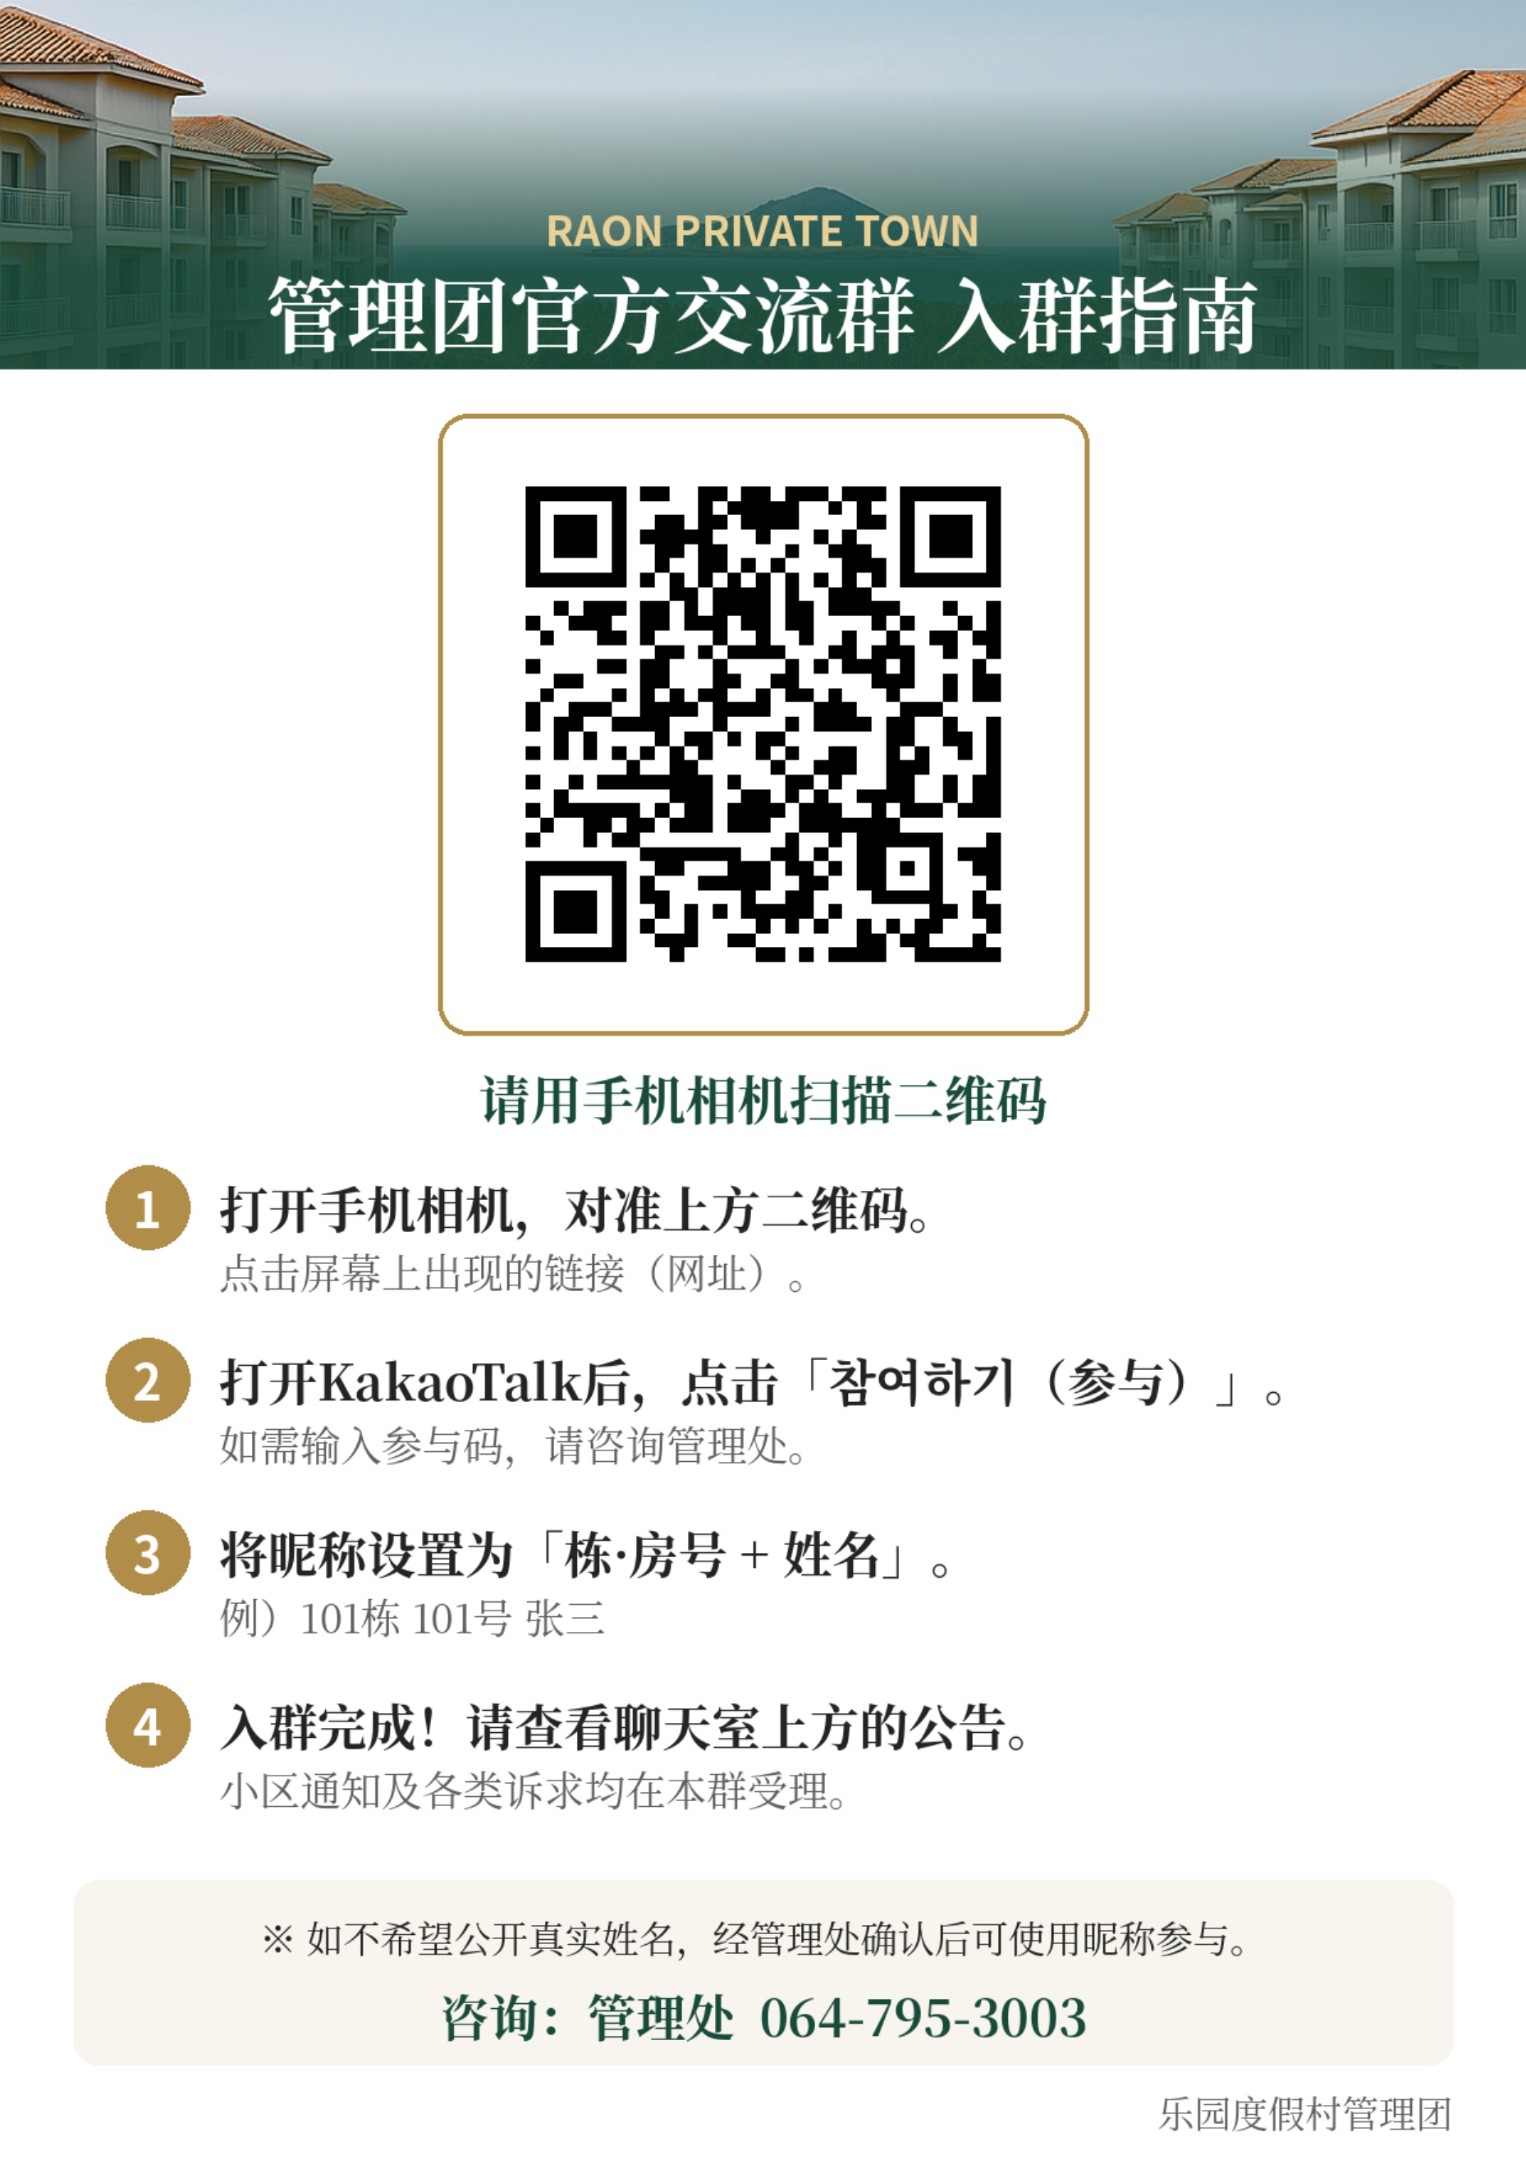 RAON PRIVATE TOWN
管理团官方交流群 入群指南
请用手机相机扫描二维码
1
打开手机相机，对准上方二维码。
点击屏幕上出现的链接（网址）。
2
打开KakaoTalk后，点击「참여하기（参与）」。
如需输入参与码，请咨询管理处。
3
将昵称设置为「栋·房号 + 姓名」。
例）101栋 101号 张三
4
入群完成！请查看聊天室上方的公告。
小区通知及各类诉求均在本群受理。
※ 如不希望公开真实姓名，经管理处确认后可使用昵称参与。
咨询：管理处 064-795-3003
乐园度假村管理团